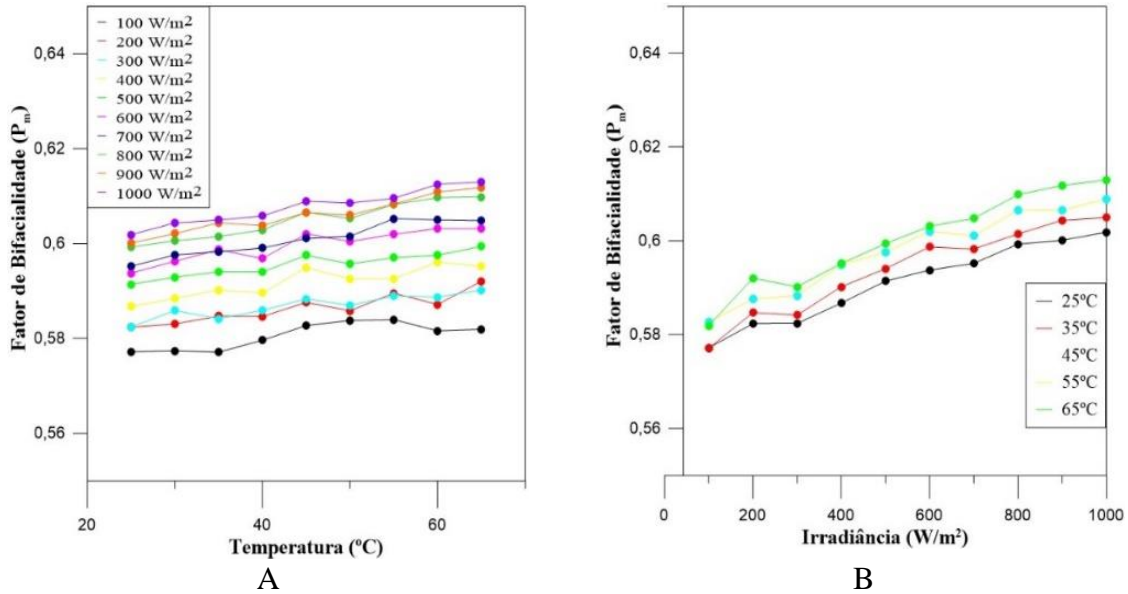 100 W/m²
200 W/m²
300 W/m²
400 W/m²
500 W/m²
600 W/m²
700 W/m²
800 W/m²
900 W/m²
1000 W/m²
0,64
0,62
0,6
0,58
0,56
Fator de Bifacialidade (Pm)
20
40
60
Temperatura (ºC)
A
0,64
0,62
0,6
0,58
0,56
Fator de Bifacialidade (Pm)
25ºC
35ºC
45ºC
55ºC
65ºC
0
200
400
600
800
1000
Irradiância (W/m²)
B